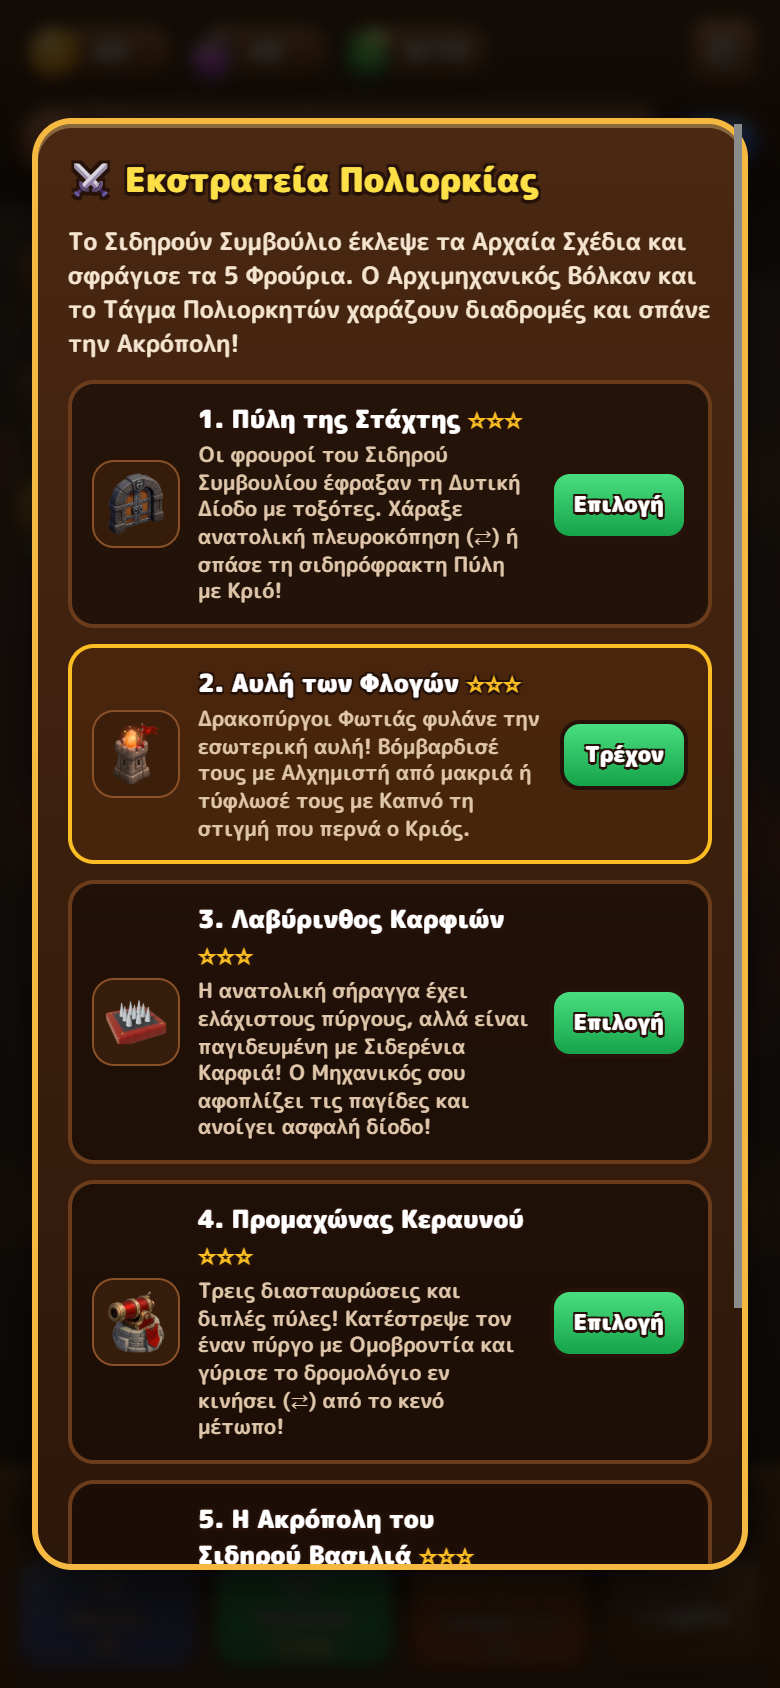 Εκστρατεία Πολιορκίας
Το Σιδηρούν Συμβούλιο έκλεψε τα Αρχαία Σχέδια και
σφράγισε τα 5 Φρούρια. Ο Αρχιμηχανικός Βόλκαν και
το Τάγμα Πολιορκητών χαράζουν διαδρομές και σπάνε
την Ακρόπολη!
1. Πύλη της Στάχτης ☆☆☆
Οι φρουροί του Σιδηρού
Συμβουλίου έφραξαν τη Δυτική
Δίοδο με τοξότες. Χάραξε
ανατολική πλευροκόπηση (⇄) ή
σπάσε τη σιδηρόφρακτη Πύλη
με Κριό!
Επιλογή
2. Αυλή των Φλογών ☆☆☆
Δρακοπύργοι Φωτιάς φυλάνε την
εσωτερική αυλή! Βόμβαρδισέ
τους με Αλχημιστή από μακριά ή
τύφλωσέ τους με Καπνό τη
στιγμή που περνά ο Κριός.
Τρέχον
3. Λαβύρινθος Καρφιών
☆☆☆
Η ανατολική σήραγγα έχει
ελάχιστους πύργους, αλλά είναι
παγιδευμένη με Σιδερένια
Καρφιά! Ο Μηχανικός σου
αφοπλίζει τις παγίδες και
ανοίγει ασφαλή δίοδο!
Επιλογή
4. Προμαχώνας Κεραυνού
☆☆☆
Τρεις διασταυρώσεις και
διπλές πύλες! Κατέστρεψε τον
έναν πύργο με Ομοβροντία και
γύρισε το δρομολόγιο εν
κινήσει (⇄) από το κενό
μέτωπο!
Επιλογή
5. Η Ακρόπολη του
Σιδηρού Βασιλιά ☆☆☆